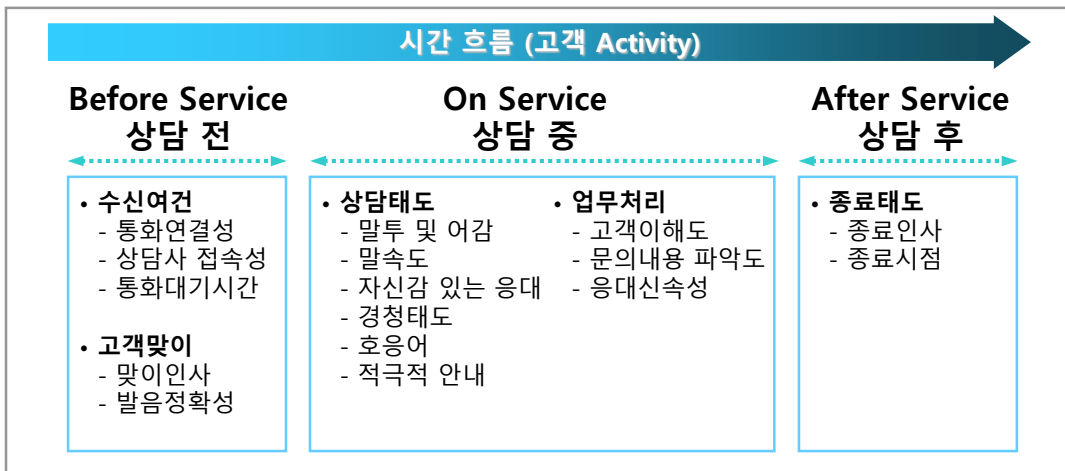 시간 흐름 (고객 Activity)
Before Service
상담 전
• 수신여건
- 통화연결성
- 상담사 접속성
- 통화대기시간
• 고객맞이
- 맞이인사
- 발음정확성
On Service
상담 중
• 상담태도
- 말투 및 어감
- 말속도
- 자신감 있는 응대
- 경청태도
- 호응어
- 적극적 안내
• 업무처리
- 고객이해도
- 문의내용 파악도
- 응대신속성
After Service
상담 후
• 종료태도
- 종료인사
- 종료시점